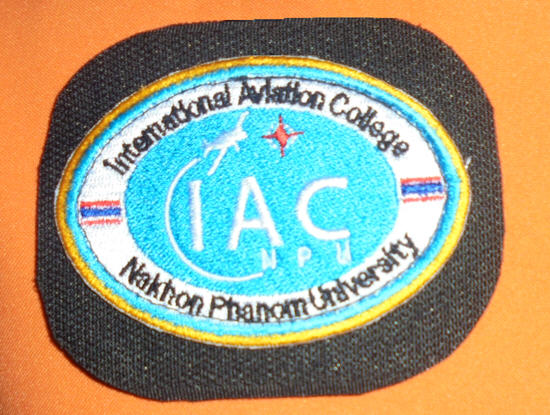 International Aviation College
IAC
NPU
Nakhon Phanom University